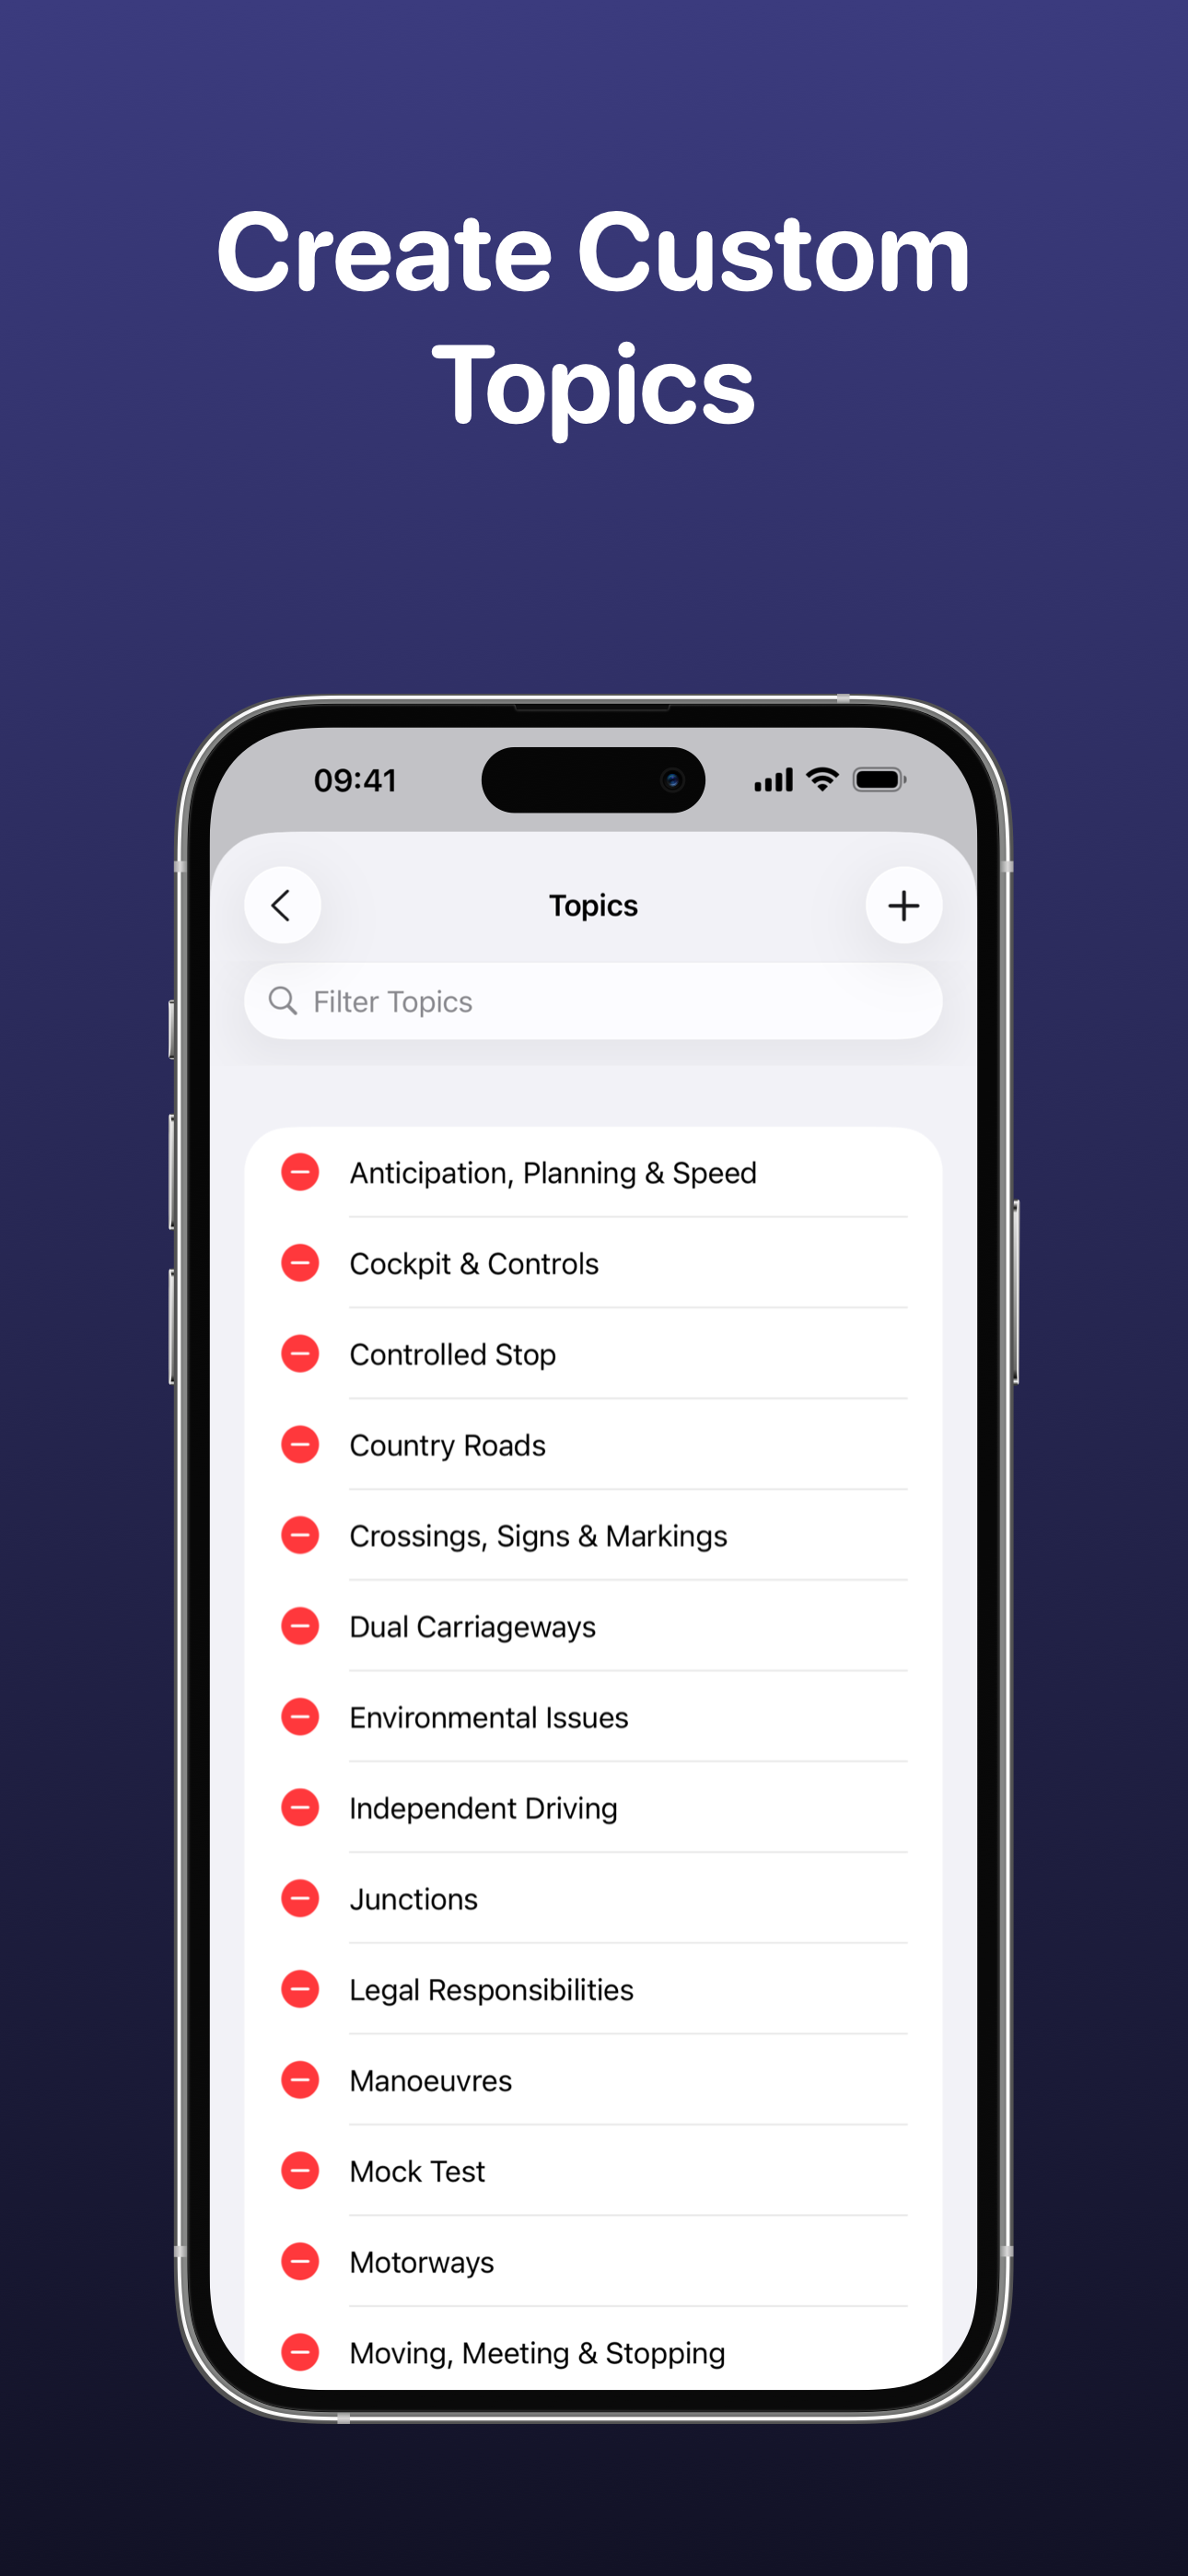 Create Custom
Topics
09:41
Topics
Filter Topics
Anticipation, Planning & Speed
Cockpit & Controls
Controlled Stop
Country Roads
Crossings, Signs & Markings
Dual Carriageways
Environmental Issues
Independent Driving
Junctions
Legal Responsibilities
Manoeuvres
Mock Test
Motorways
Moving, Meeting & Stopping